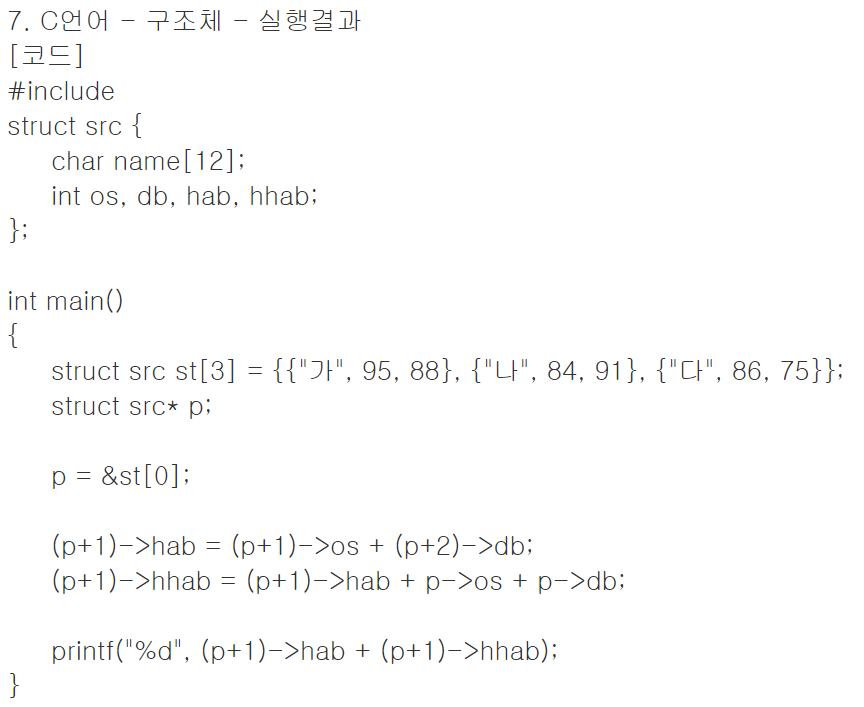 7. C언어 - 구조체 - 실행결과
[코드]
#include
struct src {
    char name[12];
    int os, db, hab, hhab;
};

int main()
{
    struct src st[3] = {{"가", 95, 88}, {"나", 84, 91}, {"다", 86, 75}};
    struct src* p;

    p = &st[0];

    (p+1)->hab = (p+1)->os + (p+2)->db;
    (p+1)->hhab = (p+1)->hab + p->os + p->db;

    printf("%d", (p+1)->hab + (p+1)->hhab);
}